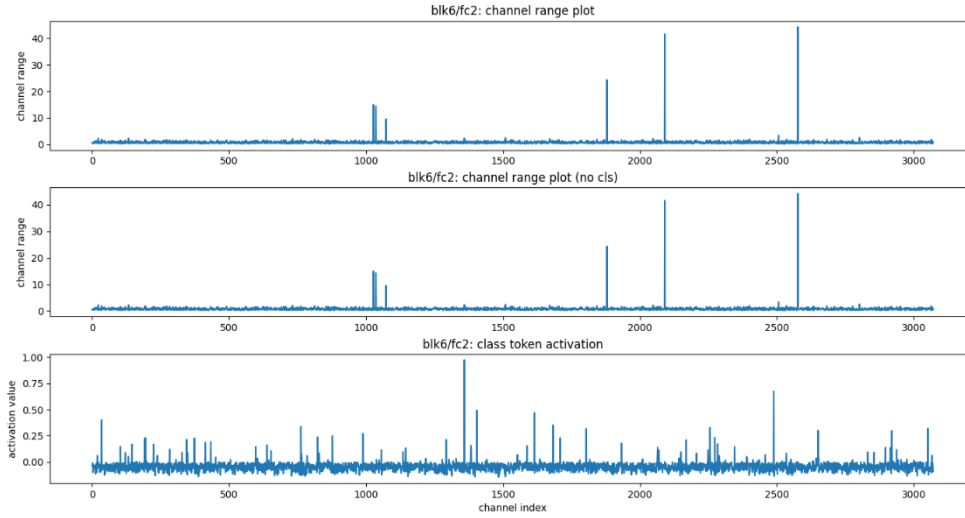 blk6/fc2: channel range plot
channel range
40
30
20
10
0
0 500 1000 1500 2000 2500 3000
blk6/fc2: channel range plot (no cls)
channel range
40
30
20
10
0
0 500 1000 1500 2000 2500 3000
blk6/fc2: class token activation
activation value
1.00
0.75
0.50
0.25
0.00
0 500 1000 1500 2000 2500 3000
channel index